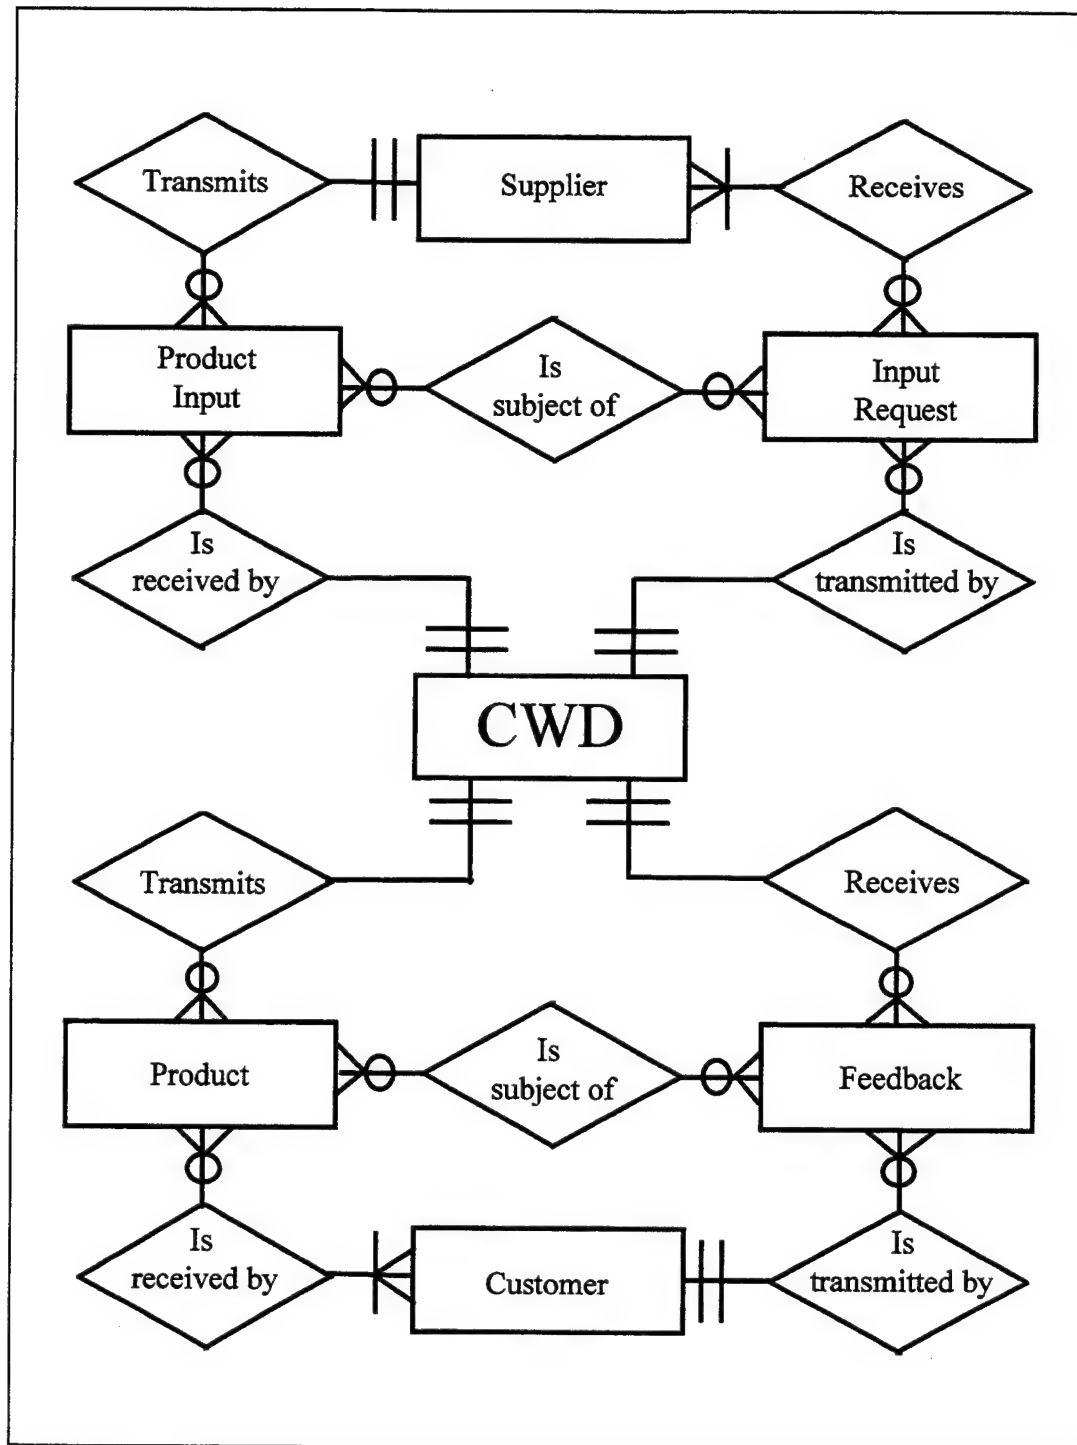 Transmits
Supplier
Receives
Product
Input
Is
subject of
Input
Request
Is
received by
Is
transmitted by
CWD
Transmits
Receives
Product
Is
subject of
Feedback
Is
received by
Customer
Is
transmitted by